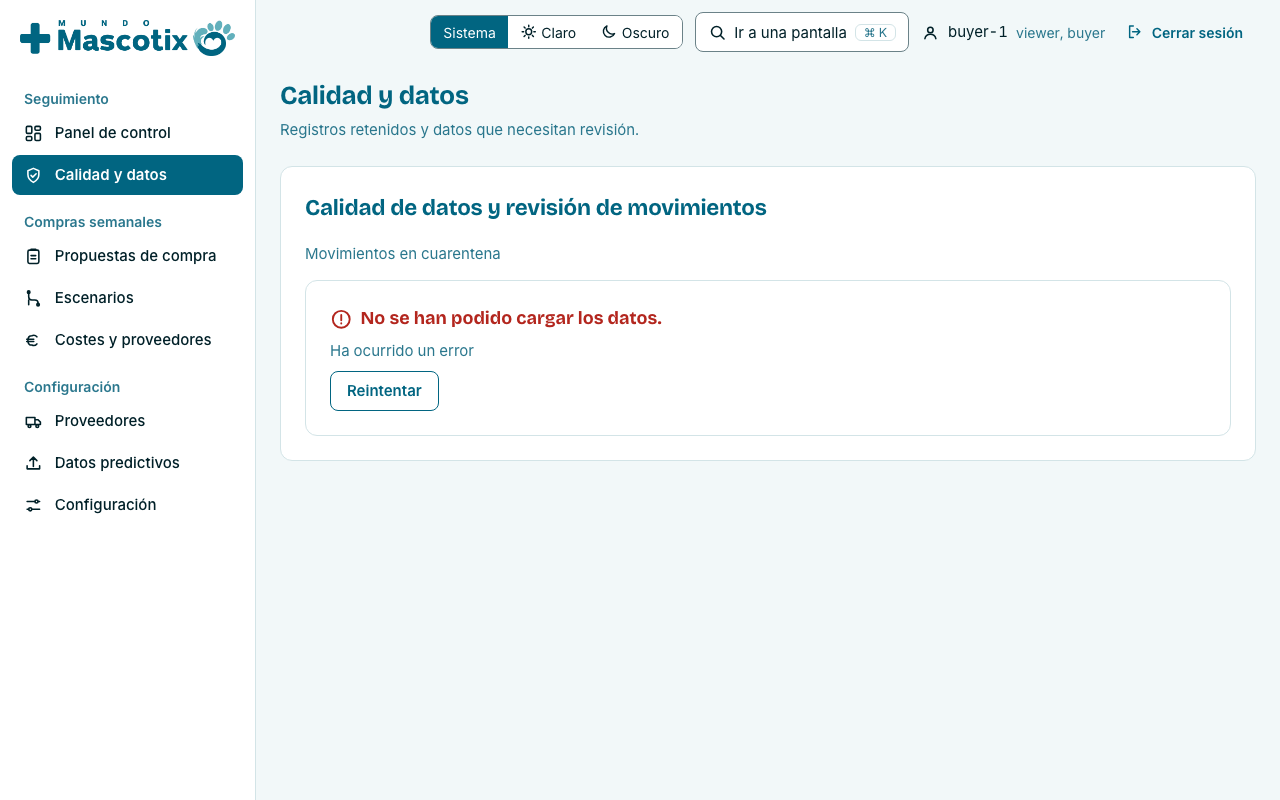 MUNDO
Mascotix
Sistema
Claro
Oscuro
Ir a una pantalla
⌘ K
buyer-1
viewer, buyer
Cerrar sesión
Seguimiento
Panel de control
Calidad y datos
Compras semanales
Propuestas de compra
Escenarios
Costes y proveedores
Configuración
Proveedores
Datos predictivos
Configuración
Calidad y datos
Registros retenidos y datos que necesitan revisión.
Calidad de datos y revisión de movimientos
Movimientos en cuarentena
No se han podido cargar los datos.
Ha ocurrido un error
Reintentar